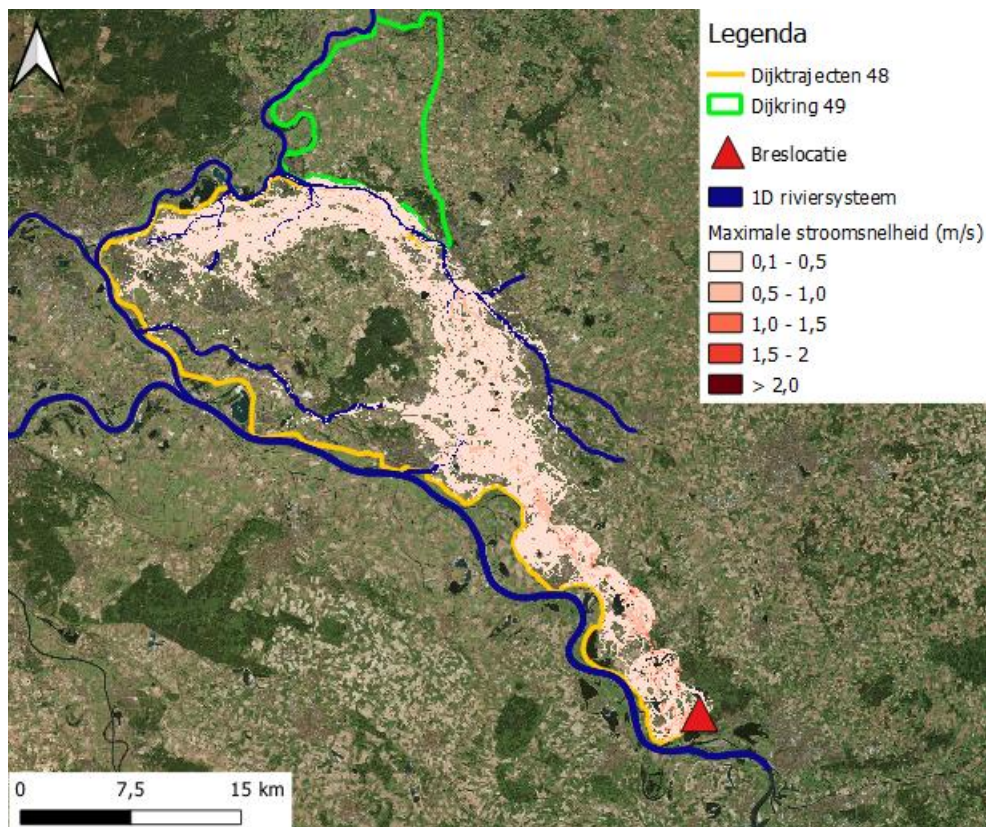 Legenda
Dijktrajecten 48
Dijkring 49
Breslocatie
1D riviersysteem
Maximale stroomsnelheid (m/s)
0,1 - 0,5
0,5 - 1,0
1,0 - 1,5
1,5 - 2
> 2,0
0 7,5 15 km